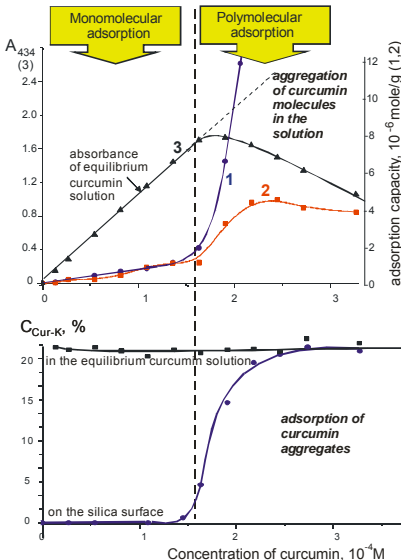 Monomolecular
adsorption
Polymolecular
adsorption
A434
(3)
2.4
2.0
1.6
1.2
0.8
0.4
0
0
1
2
3
12
10
8
6
4
2
0
adsorption capacity, 10-6 mole/g (1,2)
aggregation
of curcumin
molecules
in the
solution
absorbance
of equilibrium
curcumin
solution
3
1
2
CCur-K, %
20
15
10
5
0
in the equilibrium curcumin solution
adsorption of
curcumin
aggregates
on the silica surface
0
1
2
3
Concentration of curcumin, 10-4M